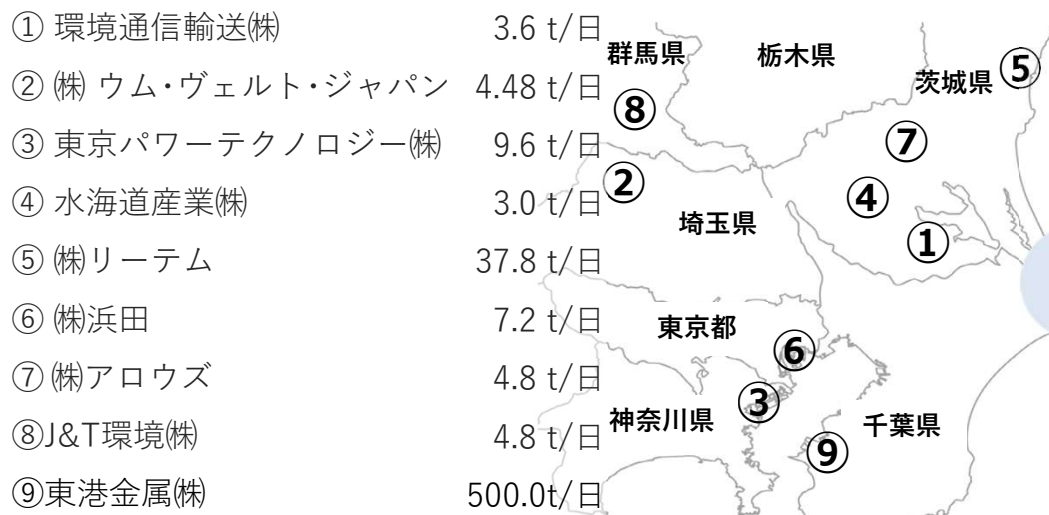 ① 環境通信輸送㈱ 3.6 t/日
② ㈱ ウム・ヴェルト・ジャパン 4.48 t/日
③ 東京パワーテクノロジー㈱ 9.6 t/日
④ 水海道産業㈱ 3.0 t/日
⑤ ㈱リーテム 37.8 t/日
⑥ ㈱浜田 7.2 t/日
⑦ ㈱アロウズ 4.8 t/日
⑧J&T環境㈱ 4.8 t/日
⑨東港金属㈱ 500.0t/日
群馬県
栃木県
茨城県
⑤
⑧
⑦
②
④
埼玉県
①
東京都
⑥
③
神奈川県
千葉県
⑨